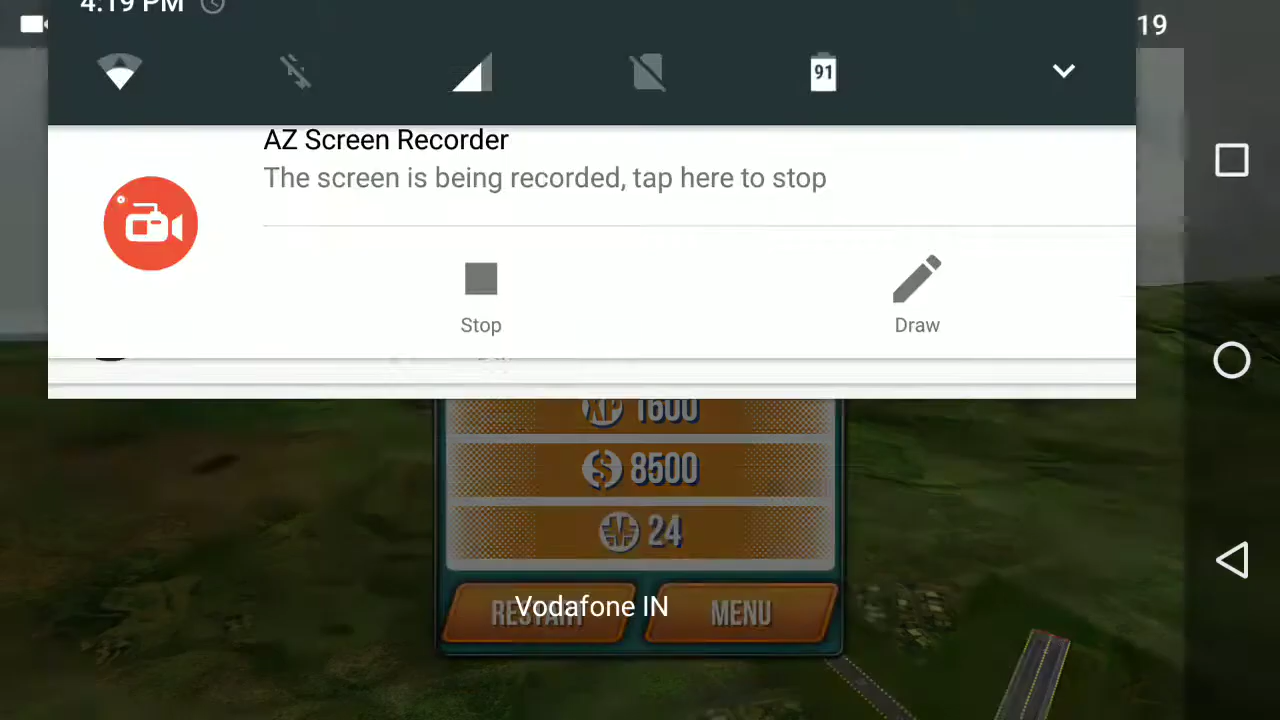 4:19 PM
19
91
AZ Screen Recorder
The screen is being recorded, tap here to stop
Stop
Draw
XP 1600
$ 8500
24
RESTART
MENU
Vodafone IN